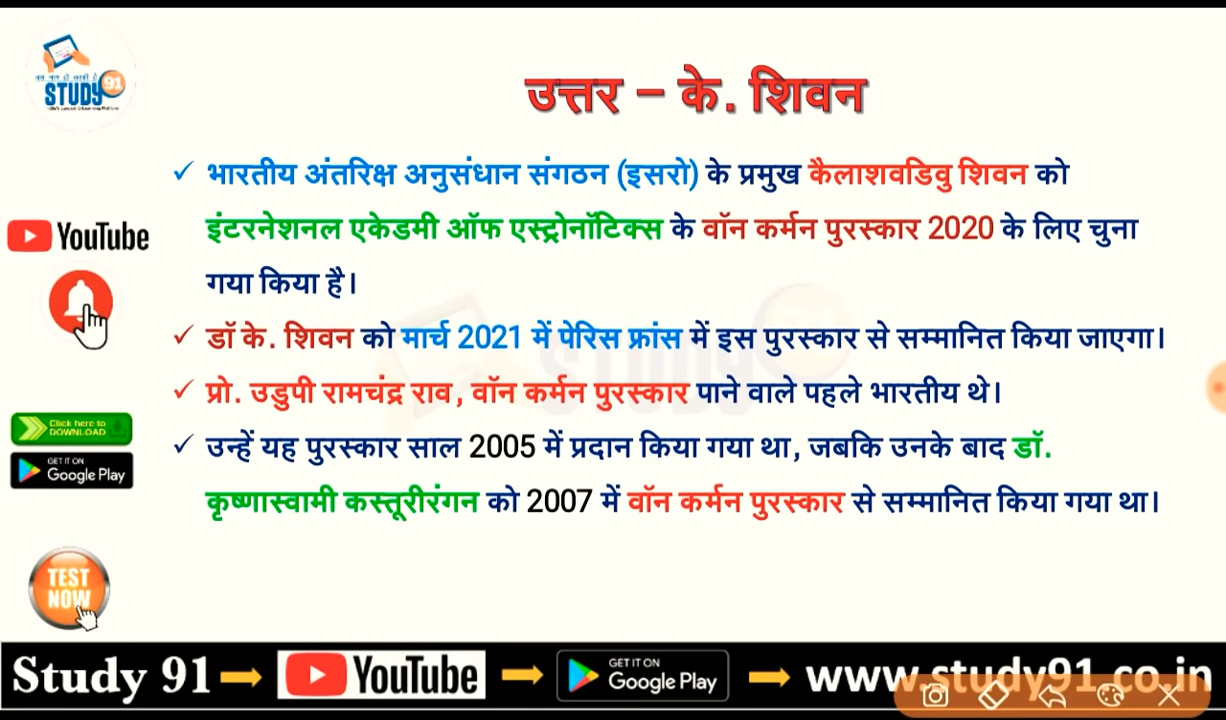 STUDY 91
उत्तर – के. शिवन
✓ भारतीय अंतरिक्ष अनुसंधान संगठन (इसरो) के प्रमुख कैलाशवडिवु शिवन को
इंटरनेशनल एकेडमी ऑफ एस्ट्रोनॉटिक्स के वॉन कर्मन पुरस्कार 2020 के लिए चुना
गया किया है।
✓ डॉ के. शिवन को मार्च 2021 में पेरिस फ्रांस में इस पुरस्कार से सम्मानित किया जाएगा।
✓ प्रो. उडुपी रामचंद्र राव, वॉन कर्मन पुरस्कार पाने वाले पहले भारतीय थे।
✓ उन्हें यह पुरस्कार साल 2005 में प्रदान किया गया था, जबकि उनके बाद डॉ.
कृष्णास्वामी कस्तूरीरंगन को 2007 में वॉन कर्मन पुरस्कार से सम्मानित किया गया था।
YouTube
Click here to
DOWNLOAD
GET IT ON
Google Play
TEST
NOW
Study 91 YouTube GET IT ON Google Play www.study91.co.in